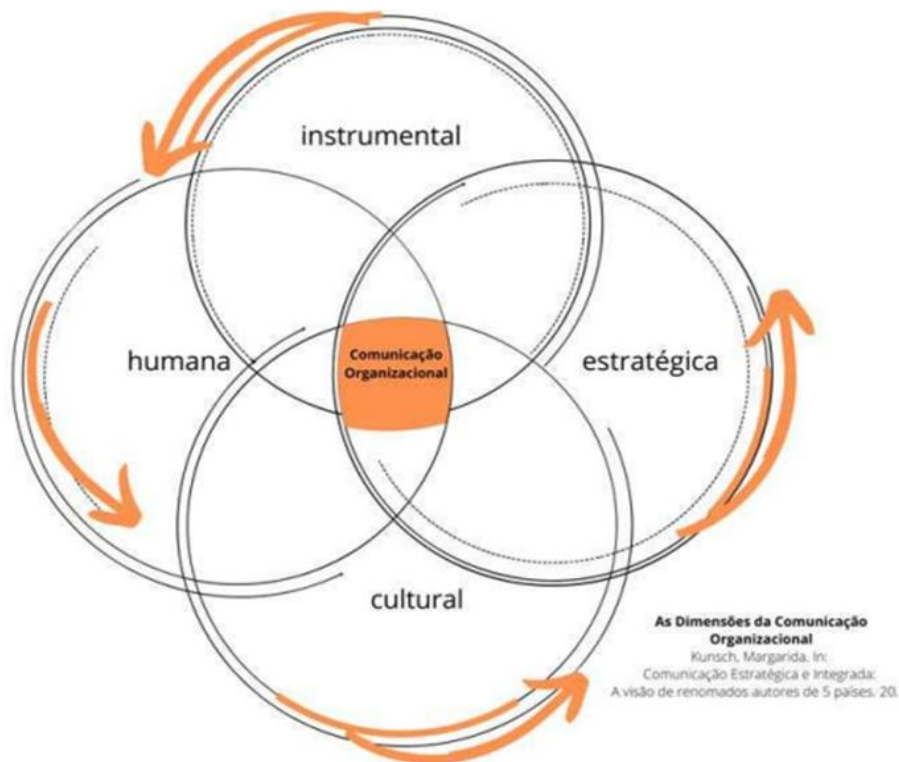 instrumental
humana
Comunicação
Organizacional
estratégica
cultural
As Dimensões da Comunicação
Organizacional
Kunsch, Margarida. In:
Comunicação Estratégica e Integrada:
A visão de renomados autores de 5 países. 20